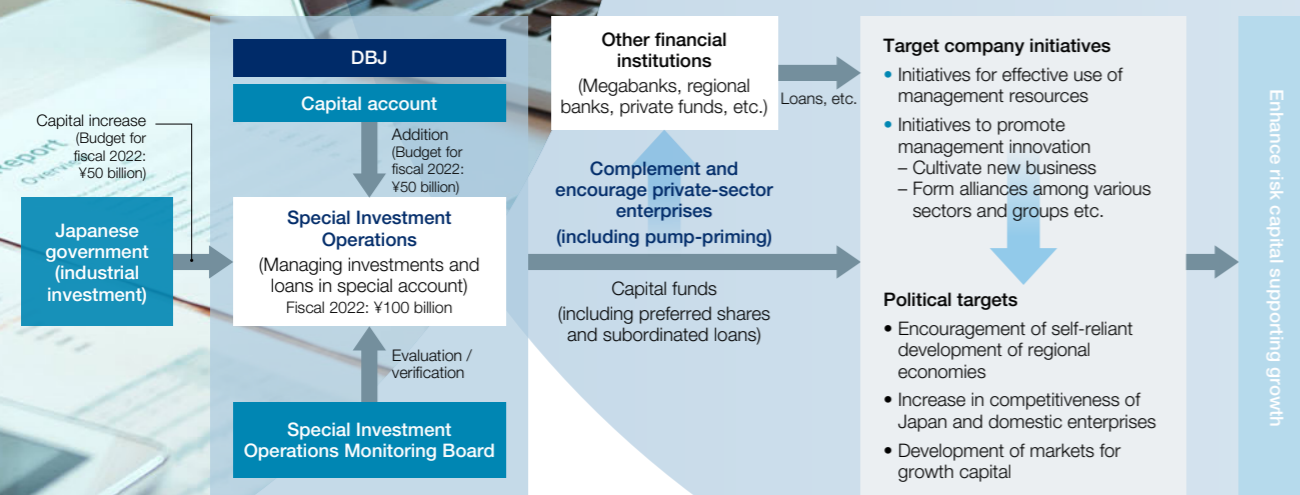 Capital increase
(Budget for
fiscal 2022:
¥50 billion)
Japanese
government
(industrial
investment)
DBJ
Capital account
Addition
(Budget for
fiscal 2022:
¥50 billion)
Special Investment
Operations
(Managing investments and
loans in special account)
Fiscal 2022: ¥100 billion
Evaluation /
verification
Special Investment
Operations Monitoring Board
Other financial
institutions
(Megabanks, regional
banks, private funds, etc.)
Loans, etc.
Complement and
encourage private-sector
enterprises
(including pump-priming)
Capital funds
(including preferred shares
and subordinated loans)
Target company initiatives
• Initiatives for effective use of
management resources
• Initiatives to promote
management innovation
– Cultivate new business
– Form alliances among various
sectors and groups etc.
Political targets
• Encouragement of self-reliant
development of regional
economies
• Increase in competitiveness of
Japan and domestic enterprises
• Development of markets for
growth capital
Enhance risk capital supporting growth